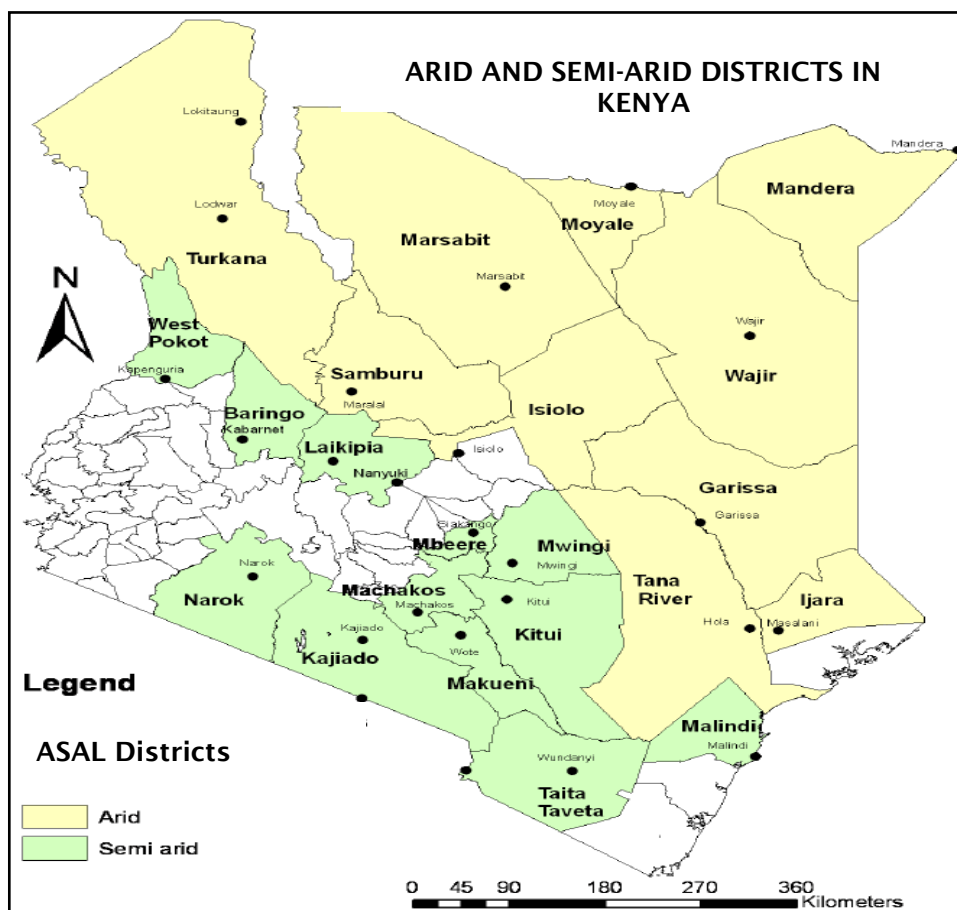 ARID AND SEMI-ARID DISTRICTS IN
KENYA
Lokitaung
Mandera
Mandera
Lodwar
Moyale
Moyale
Marsabit
Turkana
Marsabit
N
West
Pokot
Wajir
Kapenguria
Samburu
Wajir
Maralal
Isiolo
Baringo
Kabarnet
Laikipia
Isiolo
Nanyuki
Garissa
Garissa
Siakango
Mbeere
Mwingi
Mwingi
Narok
Narok
Machakos
Machakos
Kitui
Kitui
Tana
River
Ijara
Hola
Masalani
Kajiado
Kajiado
Wote
Makueni
Malindi
Malindi
Wundanyi
Taita
Taveta
Legend
ASAL Districts
Arid
Semi arid
0 45 90 180 270 360
Kilometers